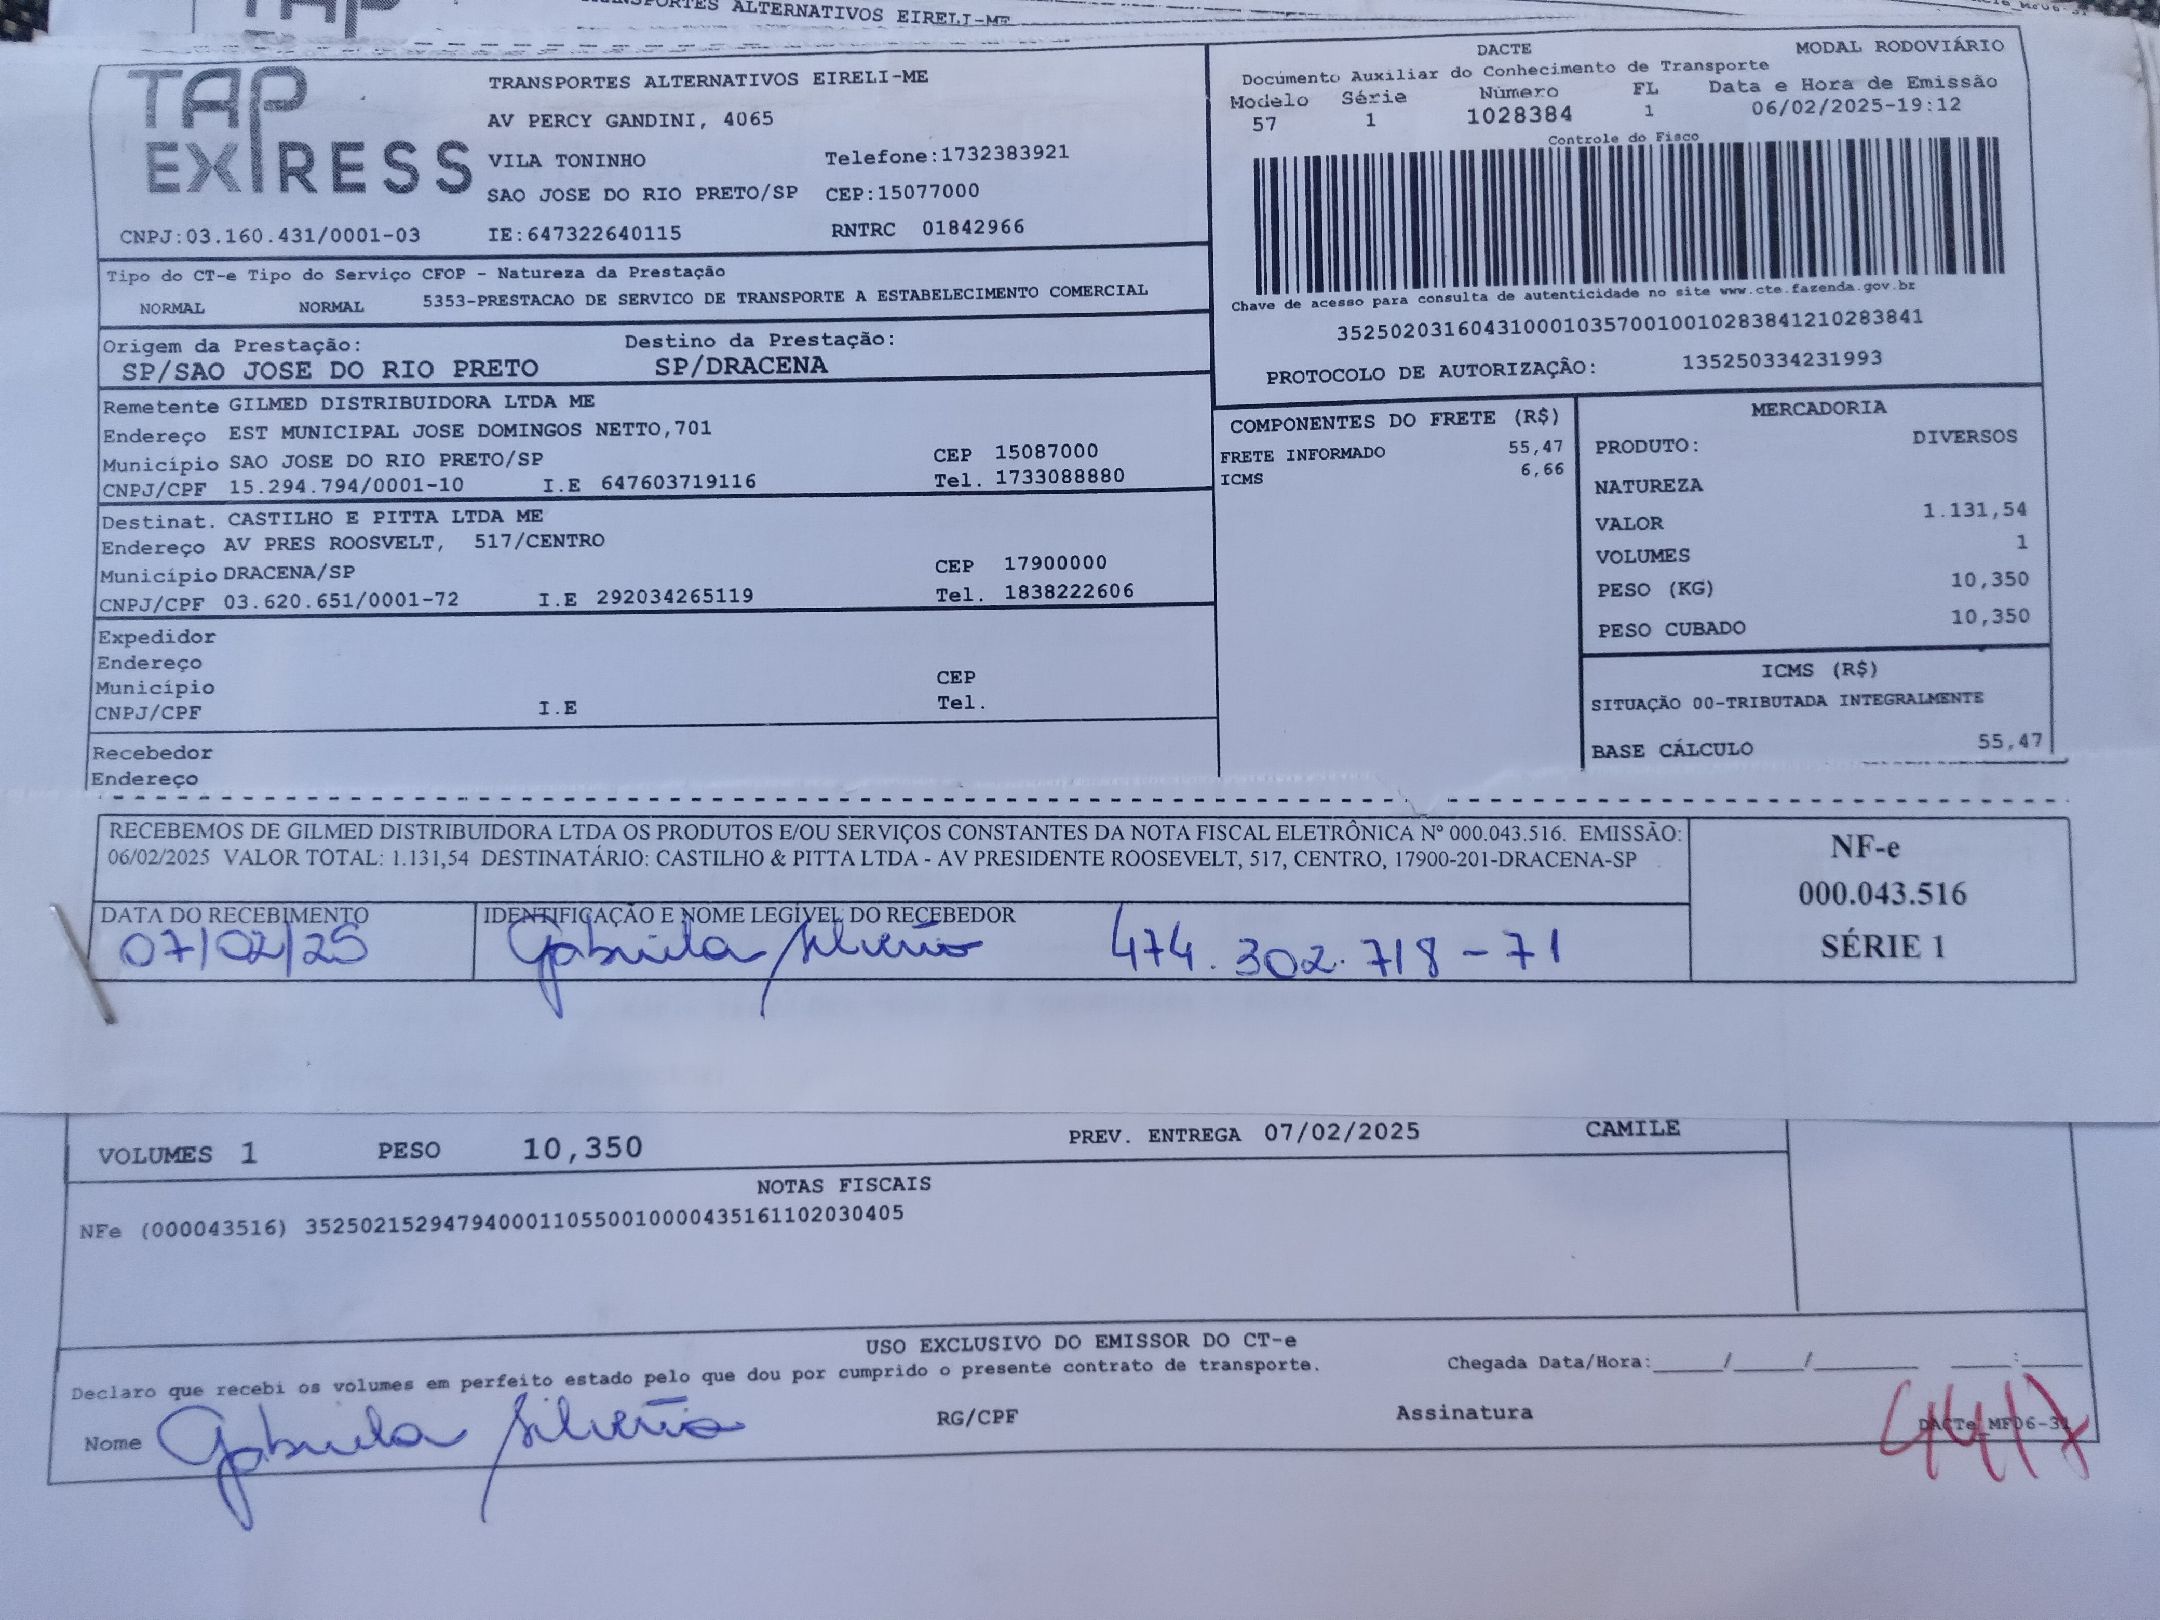 TRANSPORTES ALTERNATIVOS EIRELI-ME
TAP
EXPRESS
TRANSPORTES ALTERNATIVOS EIRELI-ME
AV PERCY GANDINI, 4065
VILA TONINHO Telefone:1732383921
SAO JOSE DO RIO PRETO/SP CEP:15077000
CNPJ:03.160.431/0001-03 IE:647322640115 RNTRC 01842966
DACTE MODAL RODOVIÁRIO
Documento Auxiliar do Conhecimento de Transporte
Modelo Série Número FL Data e Hora de Emissão
57 1 1028384 1 06/02/2025-19:12
Controle do Fisco
Chave de acesso para consulta de autenticidade no site www.cte.fazenda.gov.br
35250203160431000103570010010283841210283841
PROTOCOLO DE AUTORIZAÇÃO: 135250334231993
Tipo do CT-e Tipo do Serviço CFOP - Natureza da Prestação
NORMAL NORMAL 5353-PRESTACAO DE SERVICO DE TRANSPORTE A ESTABELECIMENTO COMERCIAL
Origem da Prestação: Destino da Prestação:
SP/SAO JOSE DO RIO PRETO SP/DRACENA
Remetente GILMED DISTRIBUIDORA LTDA ME
Endereço EST MUNICIPAL JOSE DOMINGOS NETTO,701
Município SAO JOSE DO RIO PRETO/SP CEP 15087000
CNPJ/CPF 15.294.794/0001-10 I.E 647603719116 Tel. 1733088880
Destinat. CASTILHO E PITTA LTDA ME
Endereço AV PRES ROOSVELT, 517/CENTRO
Município DRACENA/SP CEP 17900000
CNPJ/CPF 03.620.651/0001-72 I.E 292034265119 Tel. 1838222606
Expedidor
Endereço
Município CEP
CNPJ/CPF I.E Tel.
Recebedor
Endereço
COMPONENTES DO FRETE (R$)
FRETE INFORMADO 55,47
ICMS 6,66
MERCADORIA
PRODUTO: DIVERSOS
NATUREZA
VALOR 1.131,54
VOLUMES 1
PESO (KG) 10,350
PESO CUBADO 10,350
ICMS (R$)
SITUAÇÃO 00-TRIBUTADA INTEGRALMENTE
BASE CÁLCULO 55,47
RECEBEMOS DE GILMED DISTRIBUIDORA LTDA OS PRODUTOS E/OU SERVIÇOS CONSTANTES DA NOTA FISCAL ELETRÔNICA Nº 000.043.516. EMISSÃO:
06/02/2025 VALOR TOTAL: 1.131,54 DESTINATÁRIO: CASTILHO & PITTA LTDA - AV PRESIDENTE ROOSEVELT, 517, CENTRO, 17900-201-DRACENA-SP
DATA DO RECEBIMENTO IDENTIFICAÇÃO E NOME LEGÍVEL DO RECEBEDOR
07/02/25 Gabriela Silverio 474.302.718-71
NF-e
000.043.516
SÉRIE 1
VOLUMES 1 PESO 10,350 PREV. ENTREGA 07/02/2025 CAMILE
NOTAS FISCAIS
NFe (000043516) 35250215294794000110550010000435161102030405
USO EXCLUSIVO DO EMISSOR DO CT-e
Declaro que recebi os volumes em perfeito estado pelo que dou por cumprido o presente contrato de transporte. Chegada Data/Hora:_____/_____/_______ ____:____
Nome Gabriela Silverio RG/CPF Assinatura